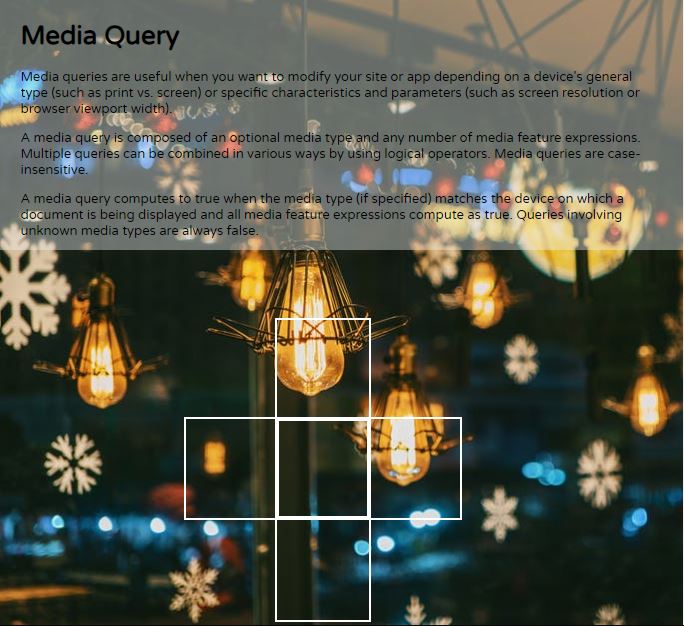 Media Query
Media queries are useful when you want to modify your site or app depending on a device's general
type (such as print vs. screen) or specific characteristics and parameters (such as screen resolution or
browser viewport width).
A media query is composed of an optional media type and any number of media feature expressions.
Multiple queries can be combined in various ways by using logical operators. Media queries are case-
insensitive.
A media query computes to true when the media type (if specified) matches the device on which a
document is being displayed and all media feature expressions compute as true. Queries involving
unknown media types are always false.